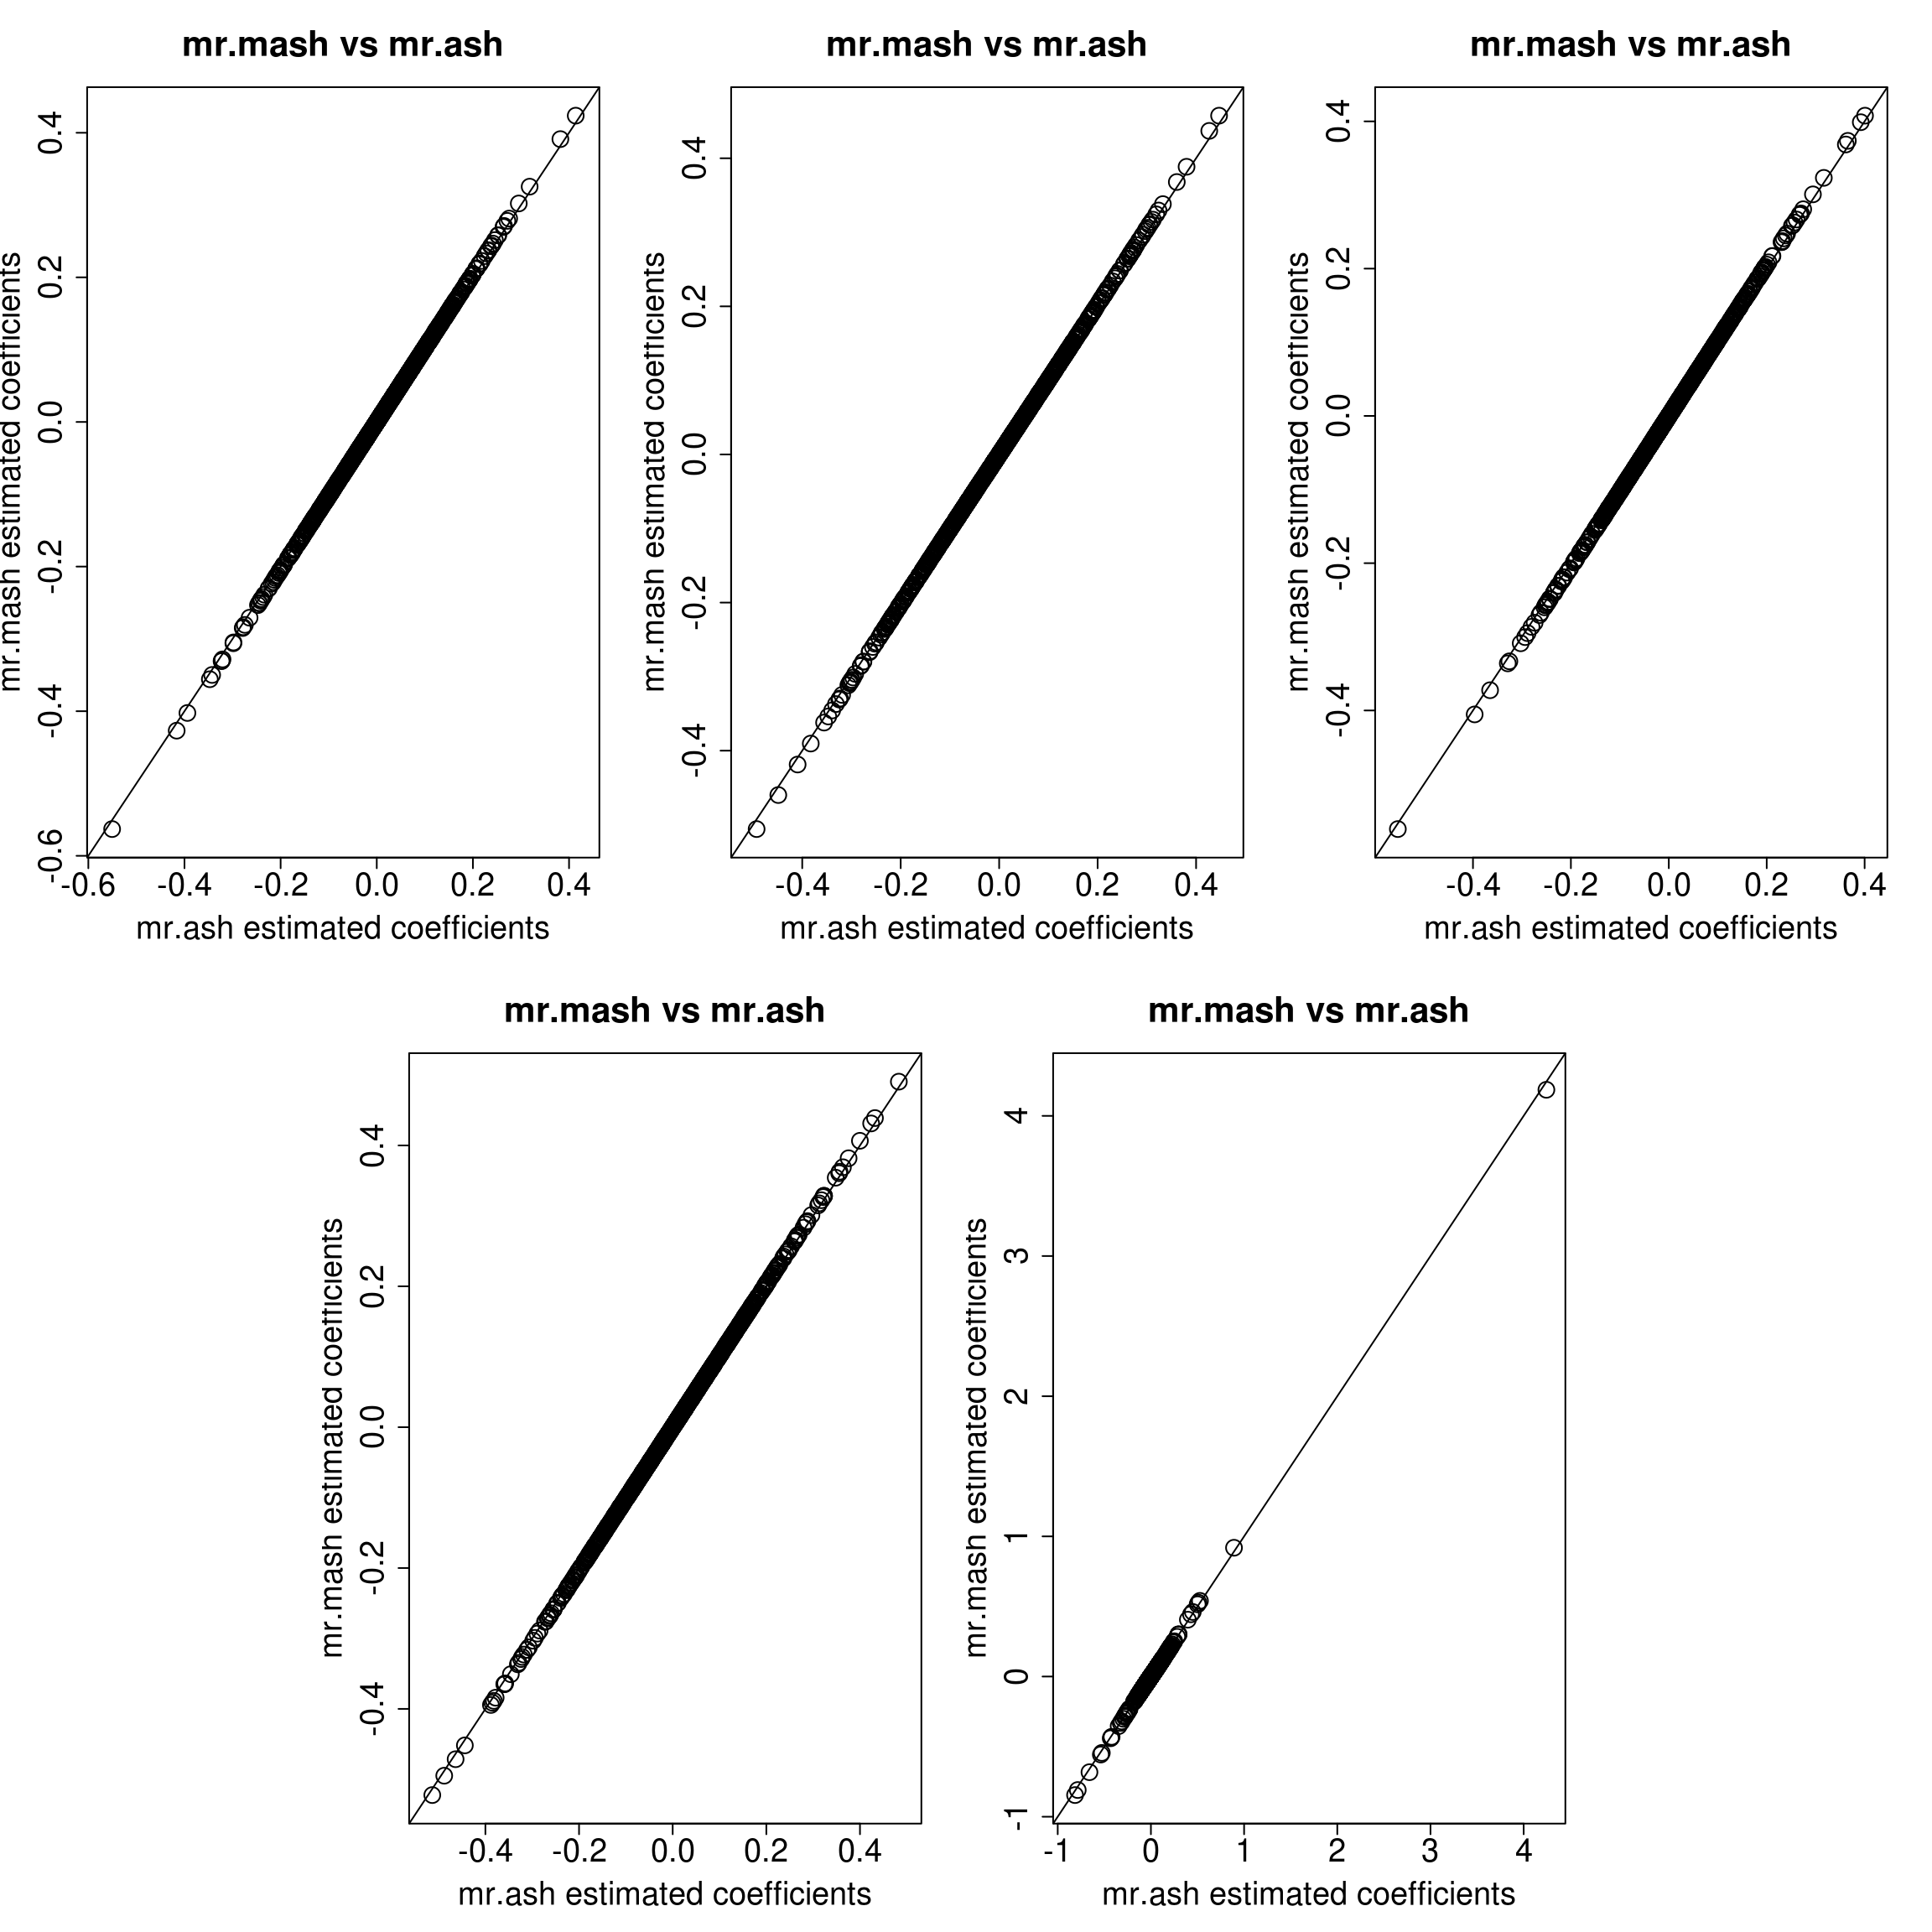 mr.mash vs mr.ash
mr.mash vs mr.ash
mr.mash vs mr.ash
mr.mash estimated coefficients
0.4
0.2
0.0
-0.2
-0.4
-0.6
-0.6 -0.4 -0.2 0.0 0.2 0.4
mr.ash estimated coefficients
mr.mash estimated coefficients
0.4
0.2
0.0
-0.2
-0.4
-0.4 -0.2 0.0 0.2 0.4
mr.ash estimated coefficients
mr.mash estimated coefficients
0.4
0.2
0.0
-0.2
-0.4
-0.4 -0.2 0.0 0.2 0.4
mr.ash estimated coefficients
mr.mash vs mr.ash
mr.mash vs mr.ash
mr.mash estimated coefficients
0.4
0.2
0.0
-0.2
-0.4
-0.4 -0.2 0.0 0.2 0.4
mr.ash estimated coefficients
mr.mash estimated coefficients
4
3
2
1
0
-1
-1 0 1 2 3 4
mr.ash estimated coefficients